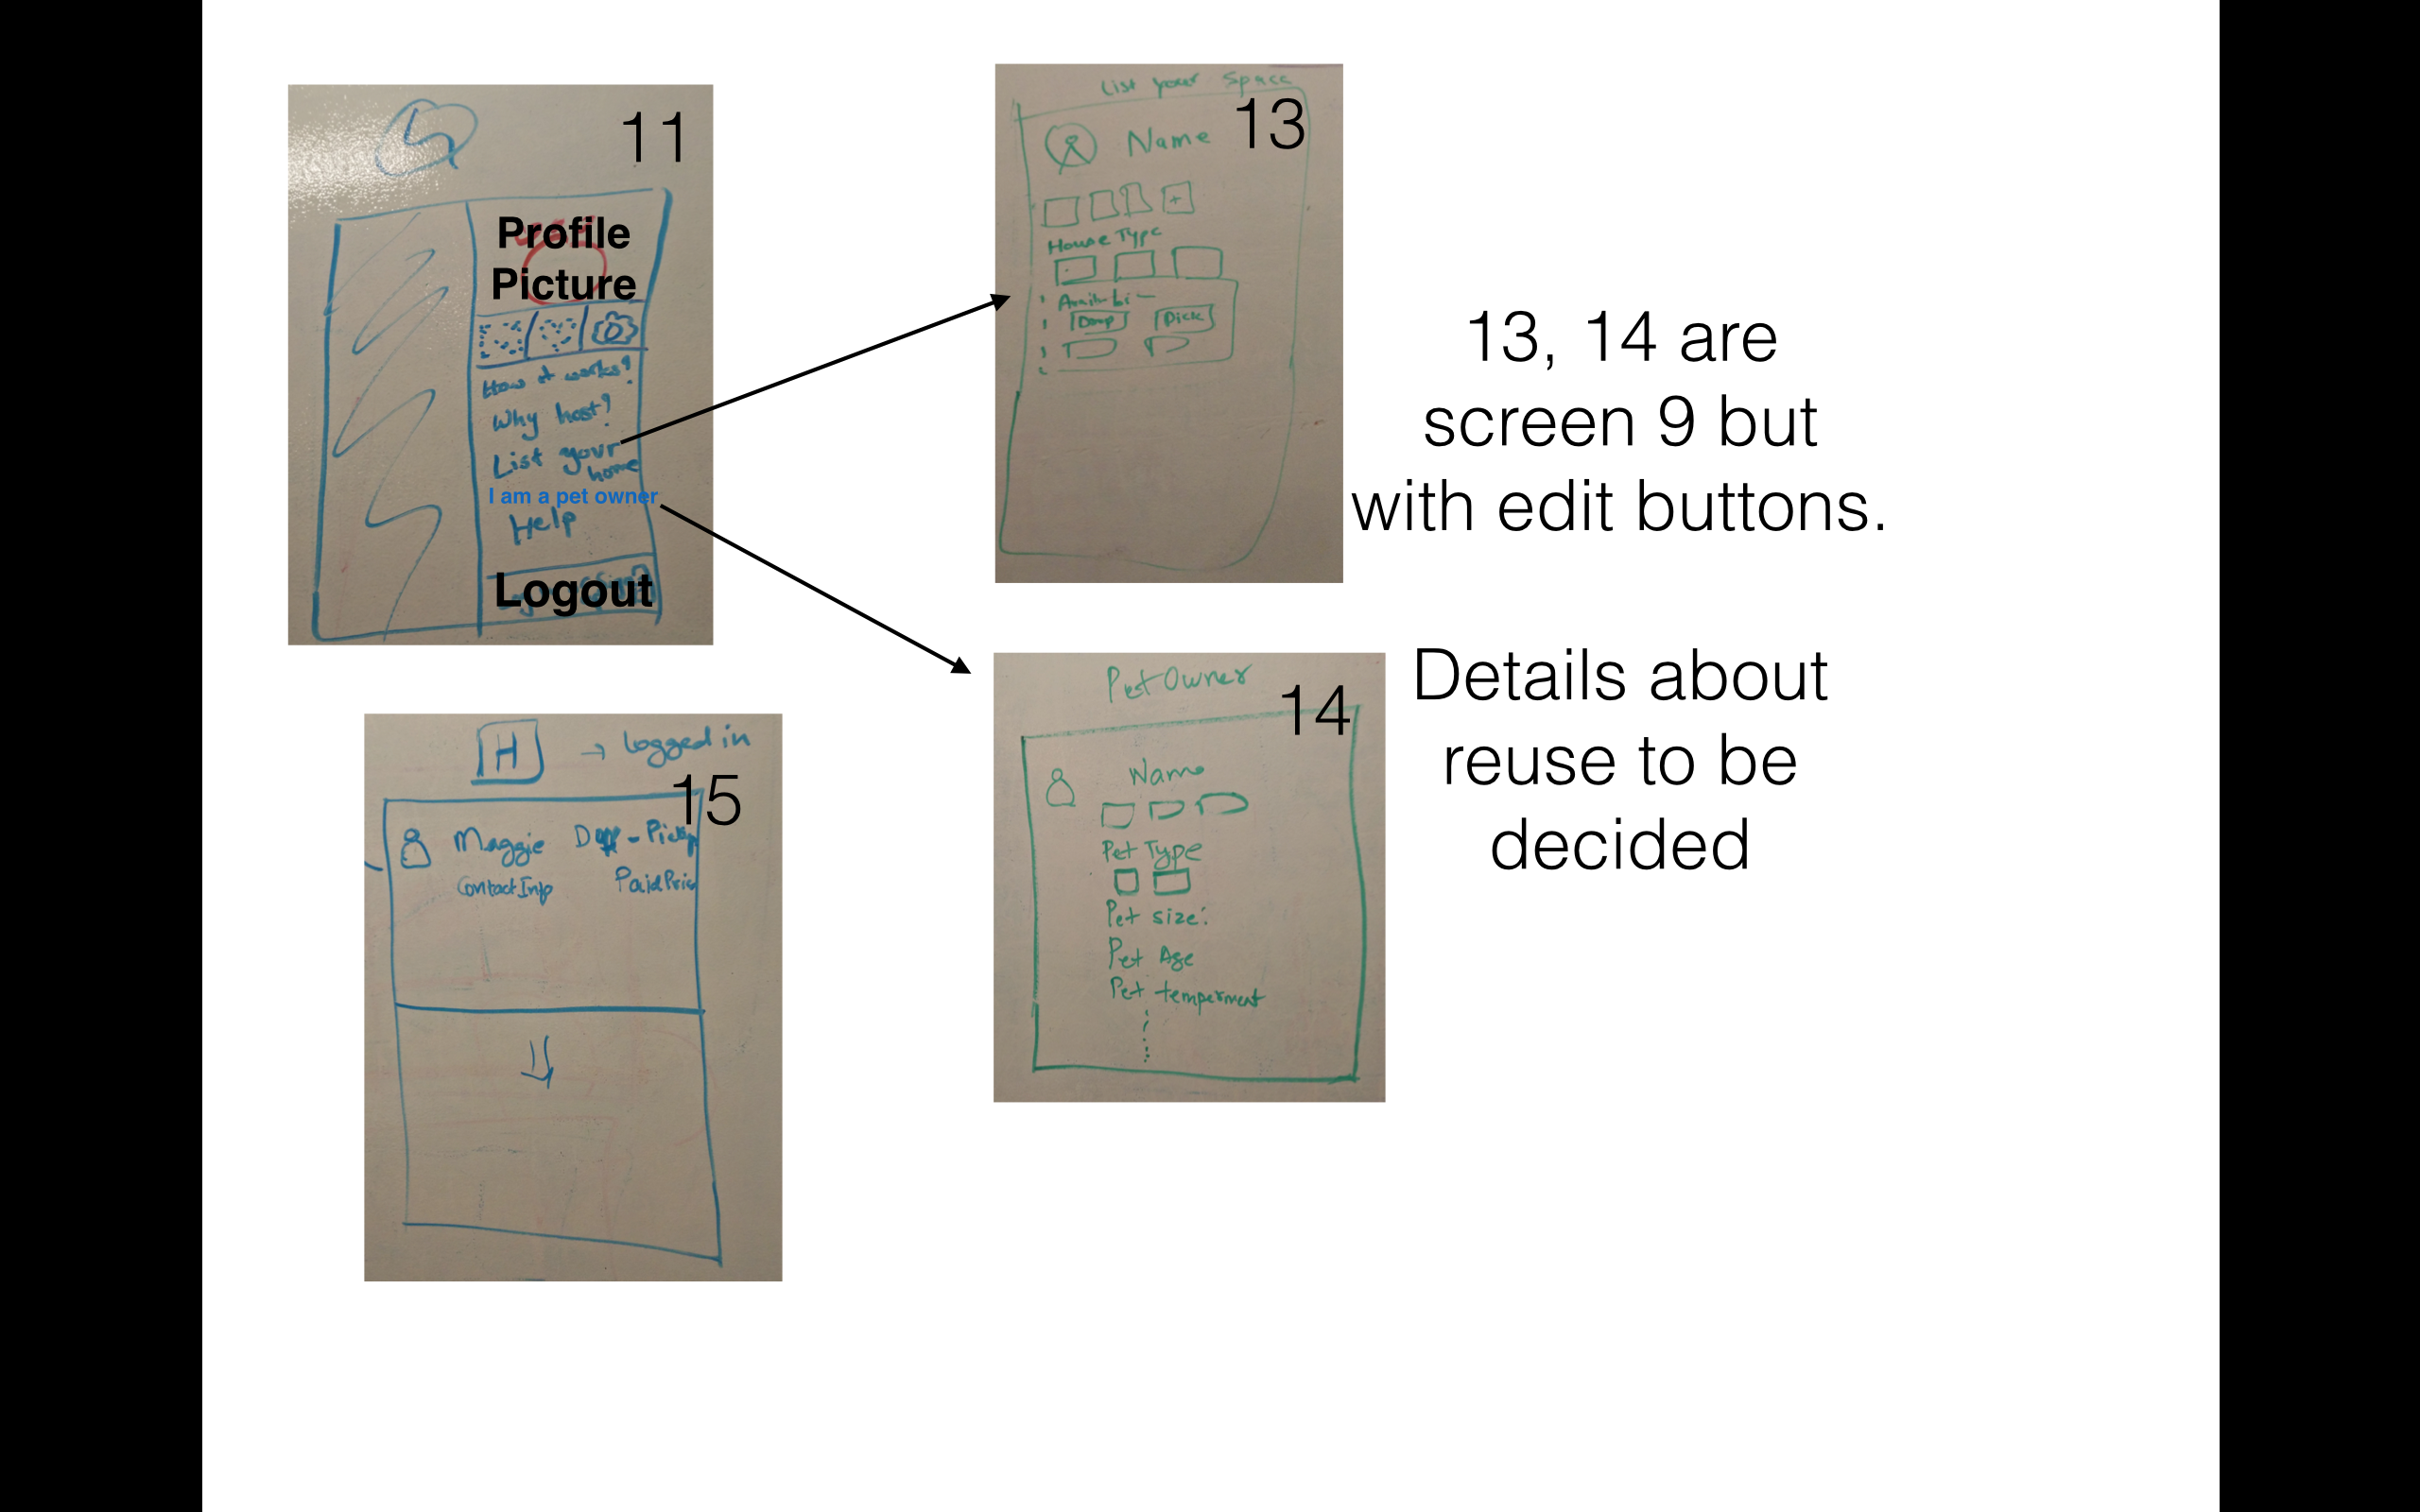 11
Profile
Picture
How it works?
Why host?
List your
home
I am a pet owner
Help
Logout
List your Space
13
Name
House Type
Drop Pick
13, 14 are
screen 9 but
with edit buttons.
Details about
reuse to be
decided
Pet Owner
14
Name
Pet Type
Pet size:
Pet Age
Pet temperment
H → Logged in
15
Maggie Drop - Pickup
Contact Info Paid Price